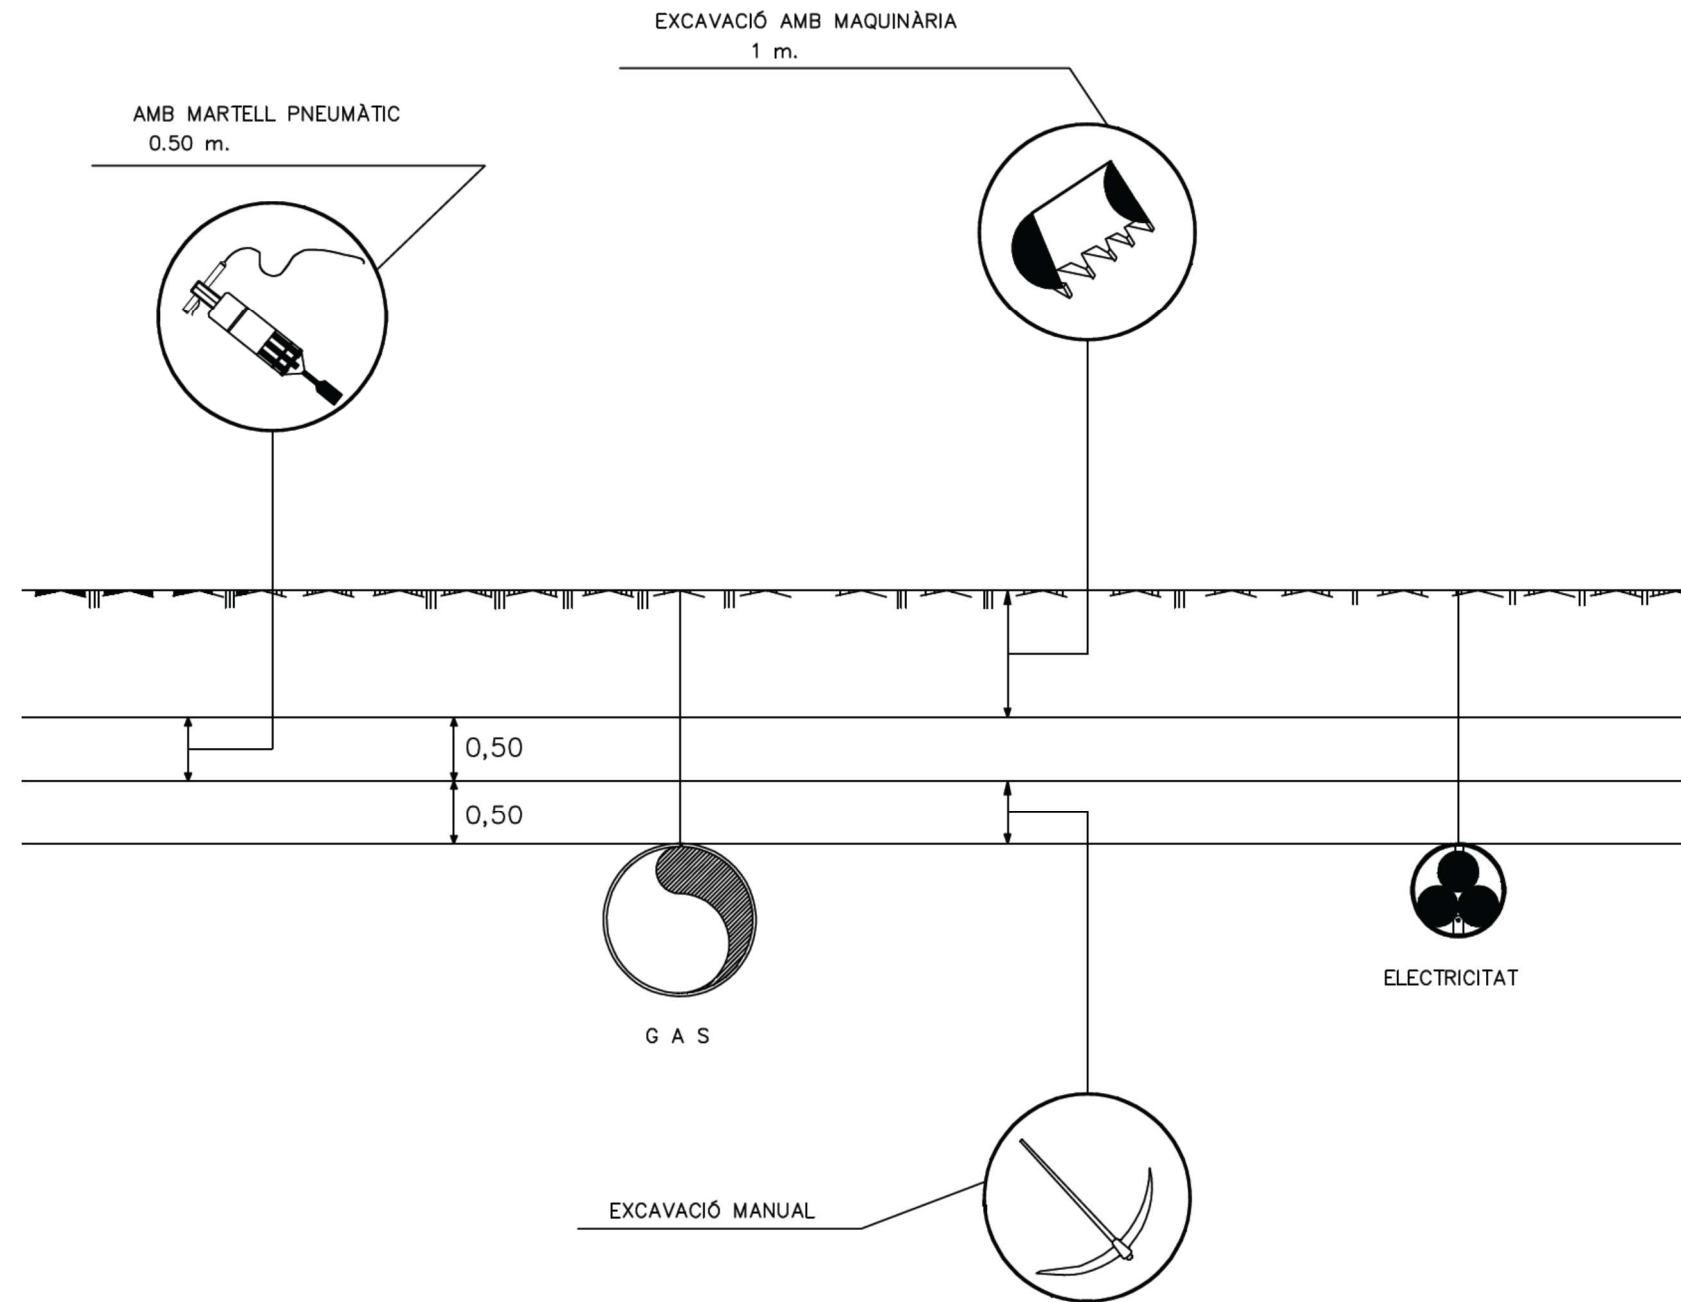 EXCAVACIÓ AMB MAQUINÀRIA
1 m.
AMB MARTELL PNEUMÀTIC
0.50 m.
0,50
0,50
ELECTRICITAT
G A S
EXCAVACIÓ MANUAL